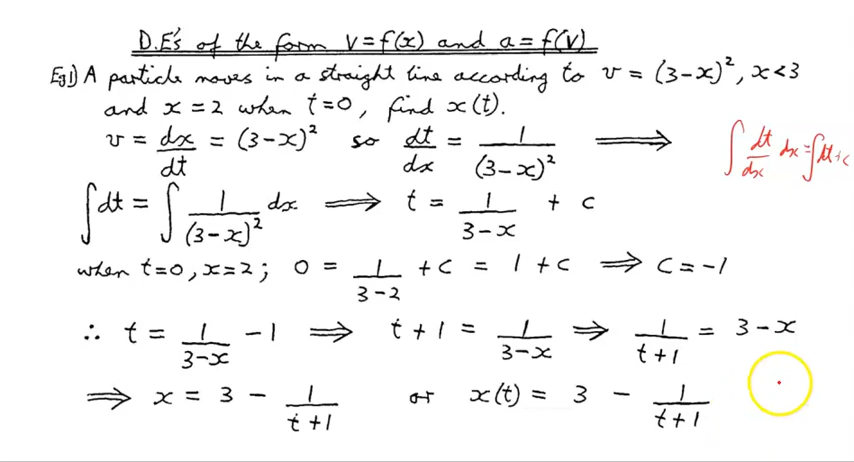 D.E's of the form v=f(x) and a=f(v)
Eg1) A particle moves in a straight line according to v = (3-x)², x<3
and x=2 when t=0, find x(t).
v = dx/dt = (3-x)² so dt/dx = 1/(3-x)² ⟹ ∫ dt/dx dx = ∫dt + c
∫dt = ∫ 1/(3-x)² dx ⟹ t = 1/(3-x) + c
when t=0, x=2; 0 = 1/(3-2) + c = 1 + c ⟹ c = -1
∴ t = 1/(3-x) - 1 ⟹ t+1 = 1/(3-x) ⟹ 1/(t+1) = 3-x
⟹ x = 3 - 1/(t+1) or x(t) = 3 - 1/(t+1)